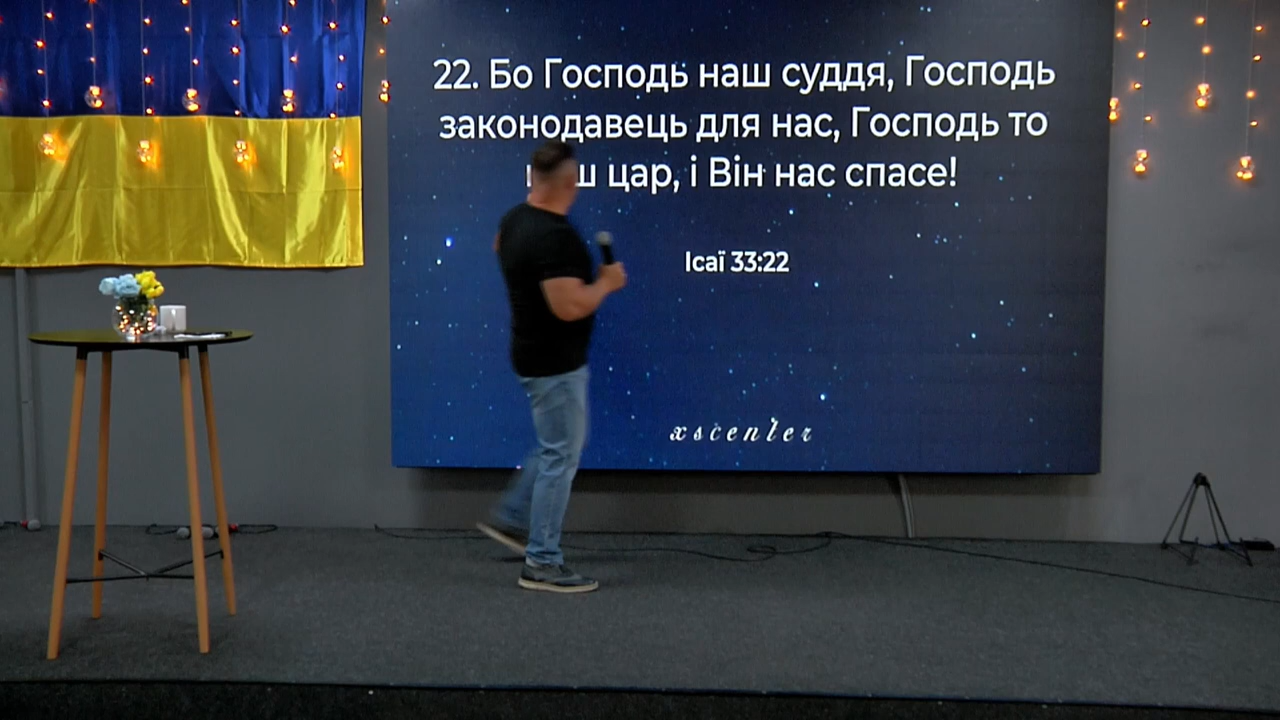 22. Бо Господь наш суддя, Господь
законодавець для нас, Господь то
цар, і Він нас спасе!
Ісаї 33:22
xscenter